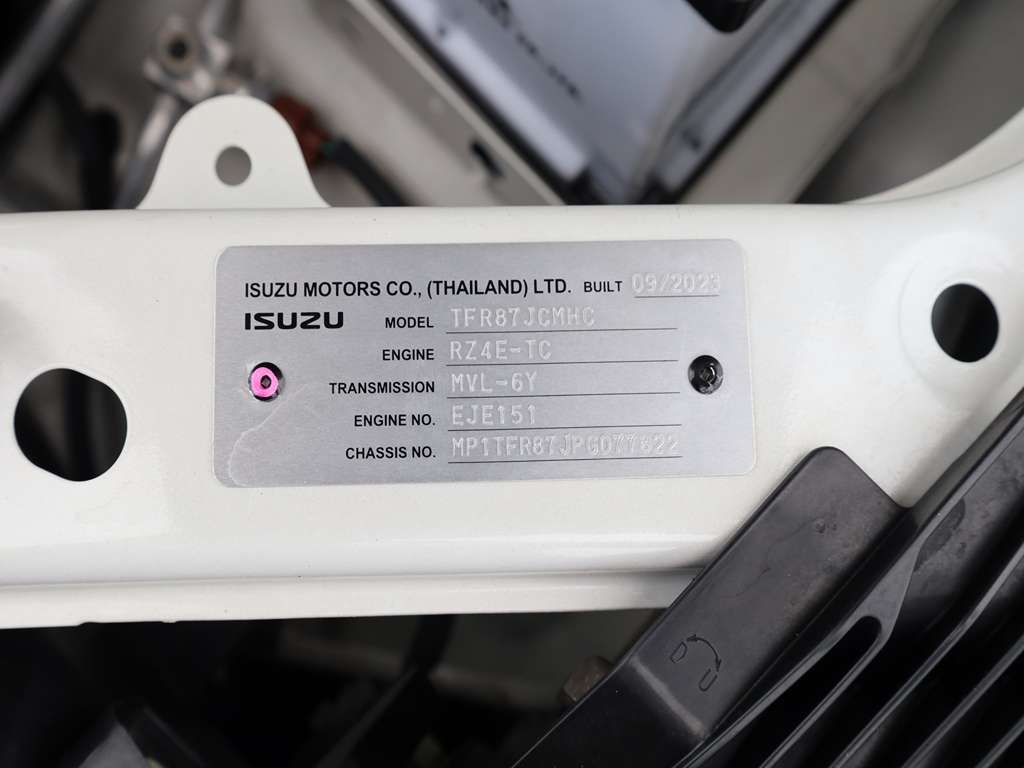 ISUZU MOTORS CO., (THAILAND) LTD. BUILT 09/2023
ISUZU MODEL TFR87JCMHC
ENGINE RZ4E-TC
TRANSMISSION MVL-6Y
ENGINE NO. EJE151
CHASSIS NO. MP1TFR87JPG077822
D U